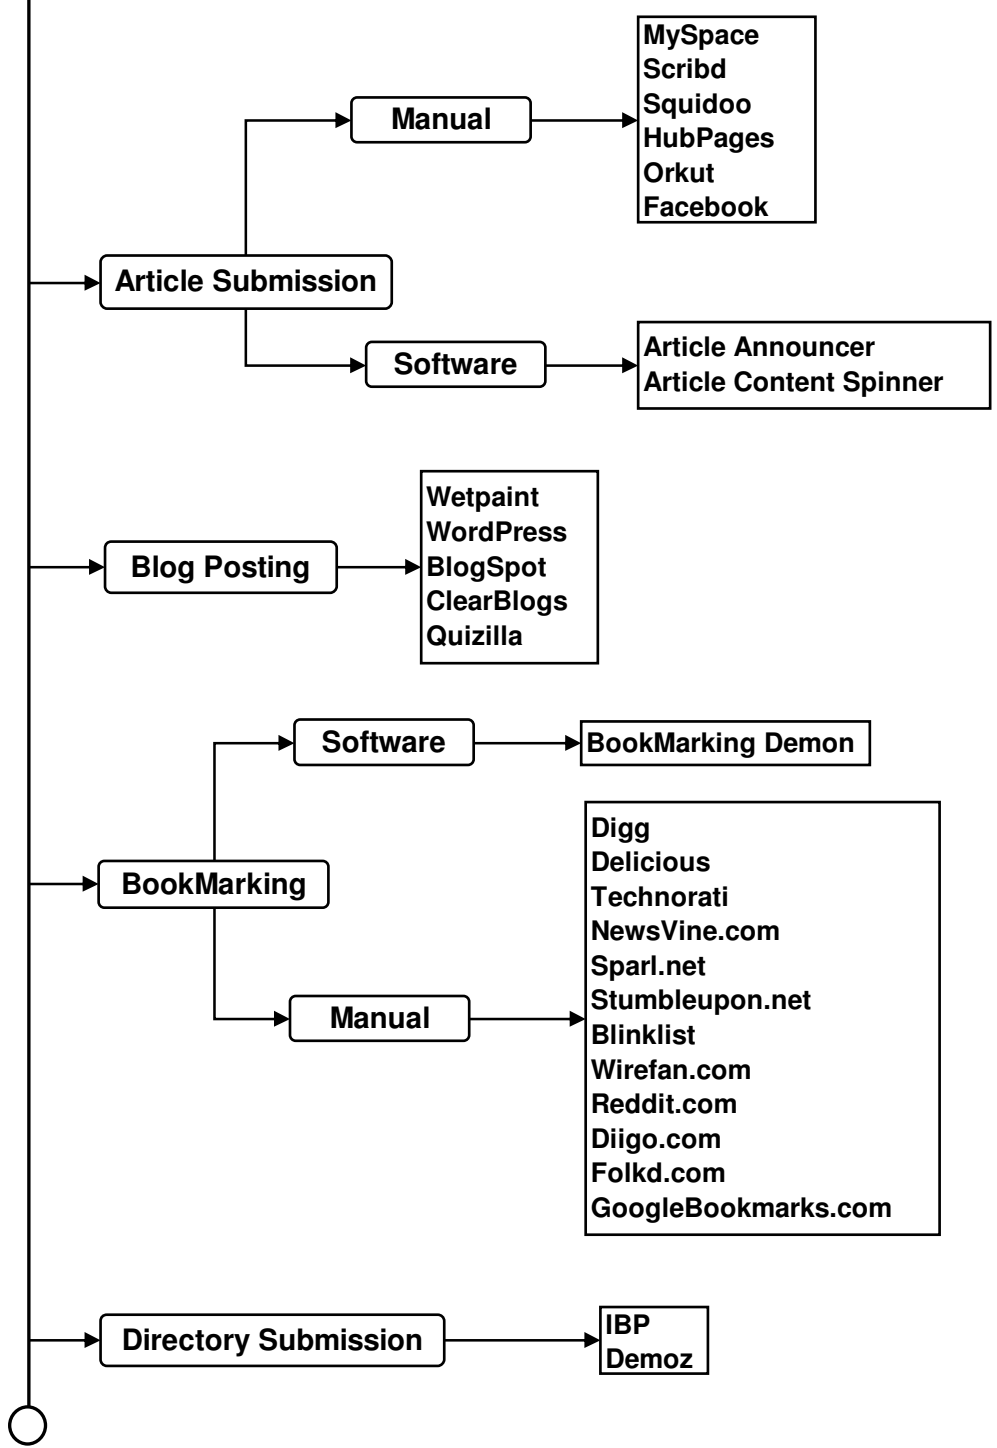 MySpace
Scribd
Squidoo
HubPages
Orkut
Facebook
Manual
Article Submission
Software
Article Announcer
Article Content Spinner
Blog Posting
Wetpaint
WordPress
BlogSpot
ClearBlogs
Quizilla
Software
BookMarking Demon
BookMarking
Manual
Digg
Delicious
Technorati
NewsVine.com
Sparl.net
Stumbleupon.net
Blinklist
Wirefan.com
Reddit.com
Diigo.com
Folkd.com
GoogleBookmarks.com
Directory Submission
IBP
Demoz